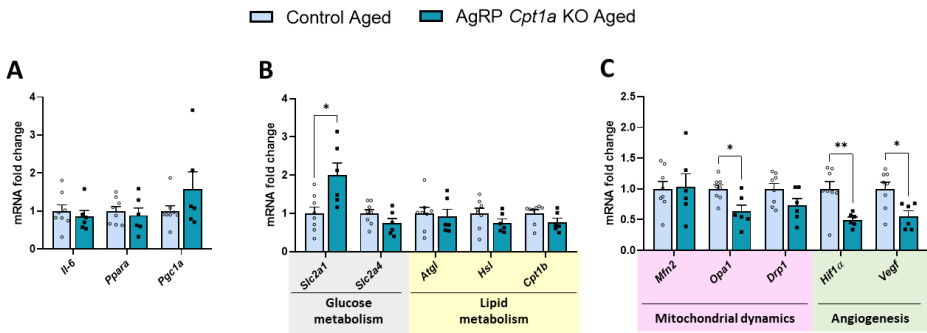 Control Aged AgRP Cpt1a KO Aged
A
mRNA fold change
4
3
2
1
0
Il-6 Ppara Pgc1a
B
mRNA fold change
4
3
2
1
0
*
Slc2a1 Slc2a4 Atgl Hsl Cpt1b
Glucose metabolism
Lipid metabolism
C
mRNA fold change
2.5
2.0
1.5
1.0
0.5
0.0
* ** *
Mfn2 Opa1 Drp1 Hif1α Vegf
Mitochondrial dynamics Angiogenesis